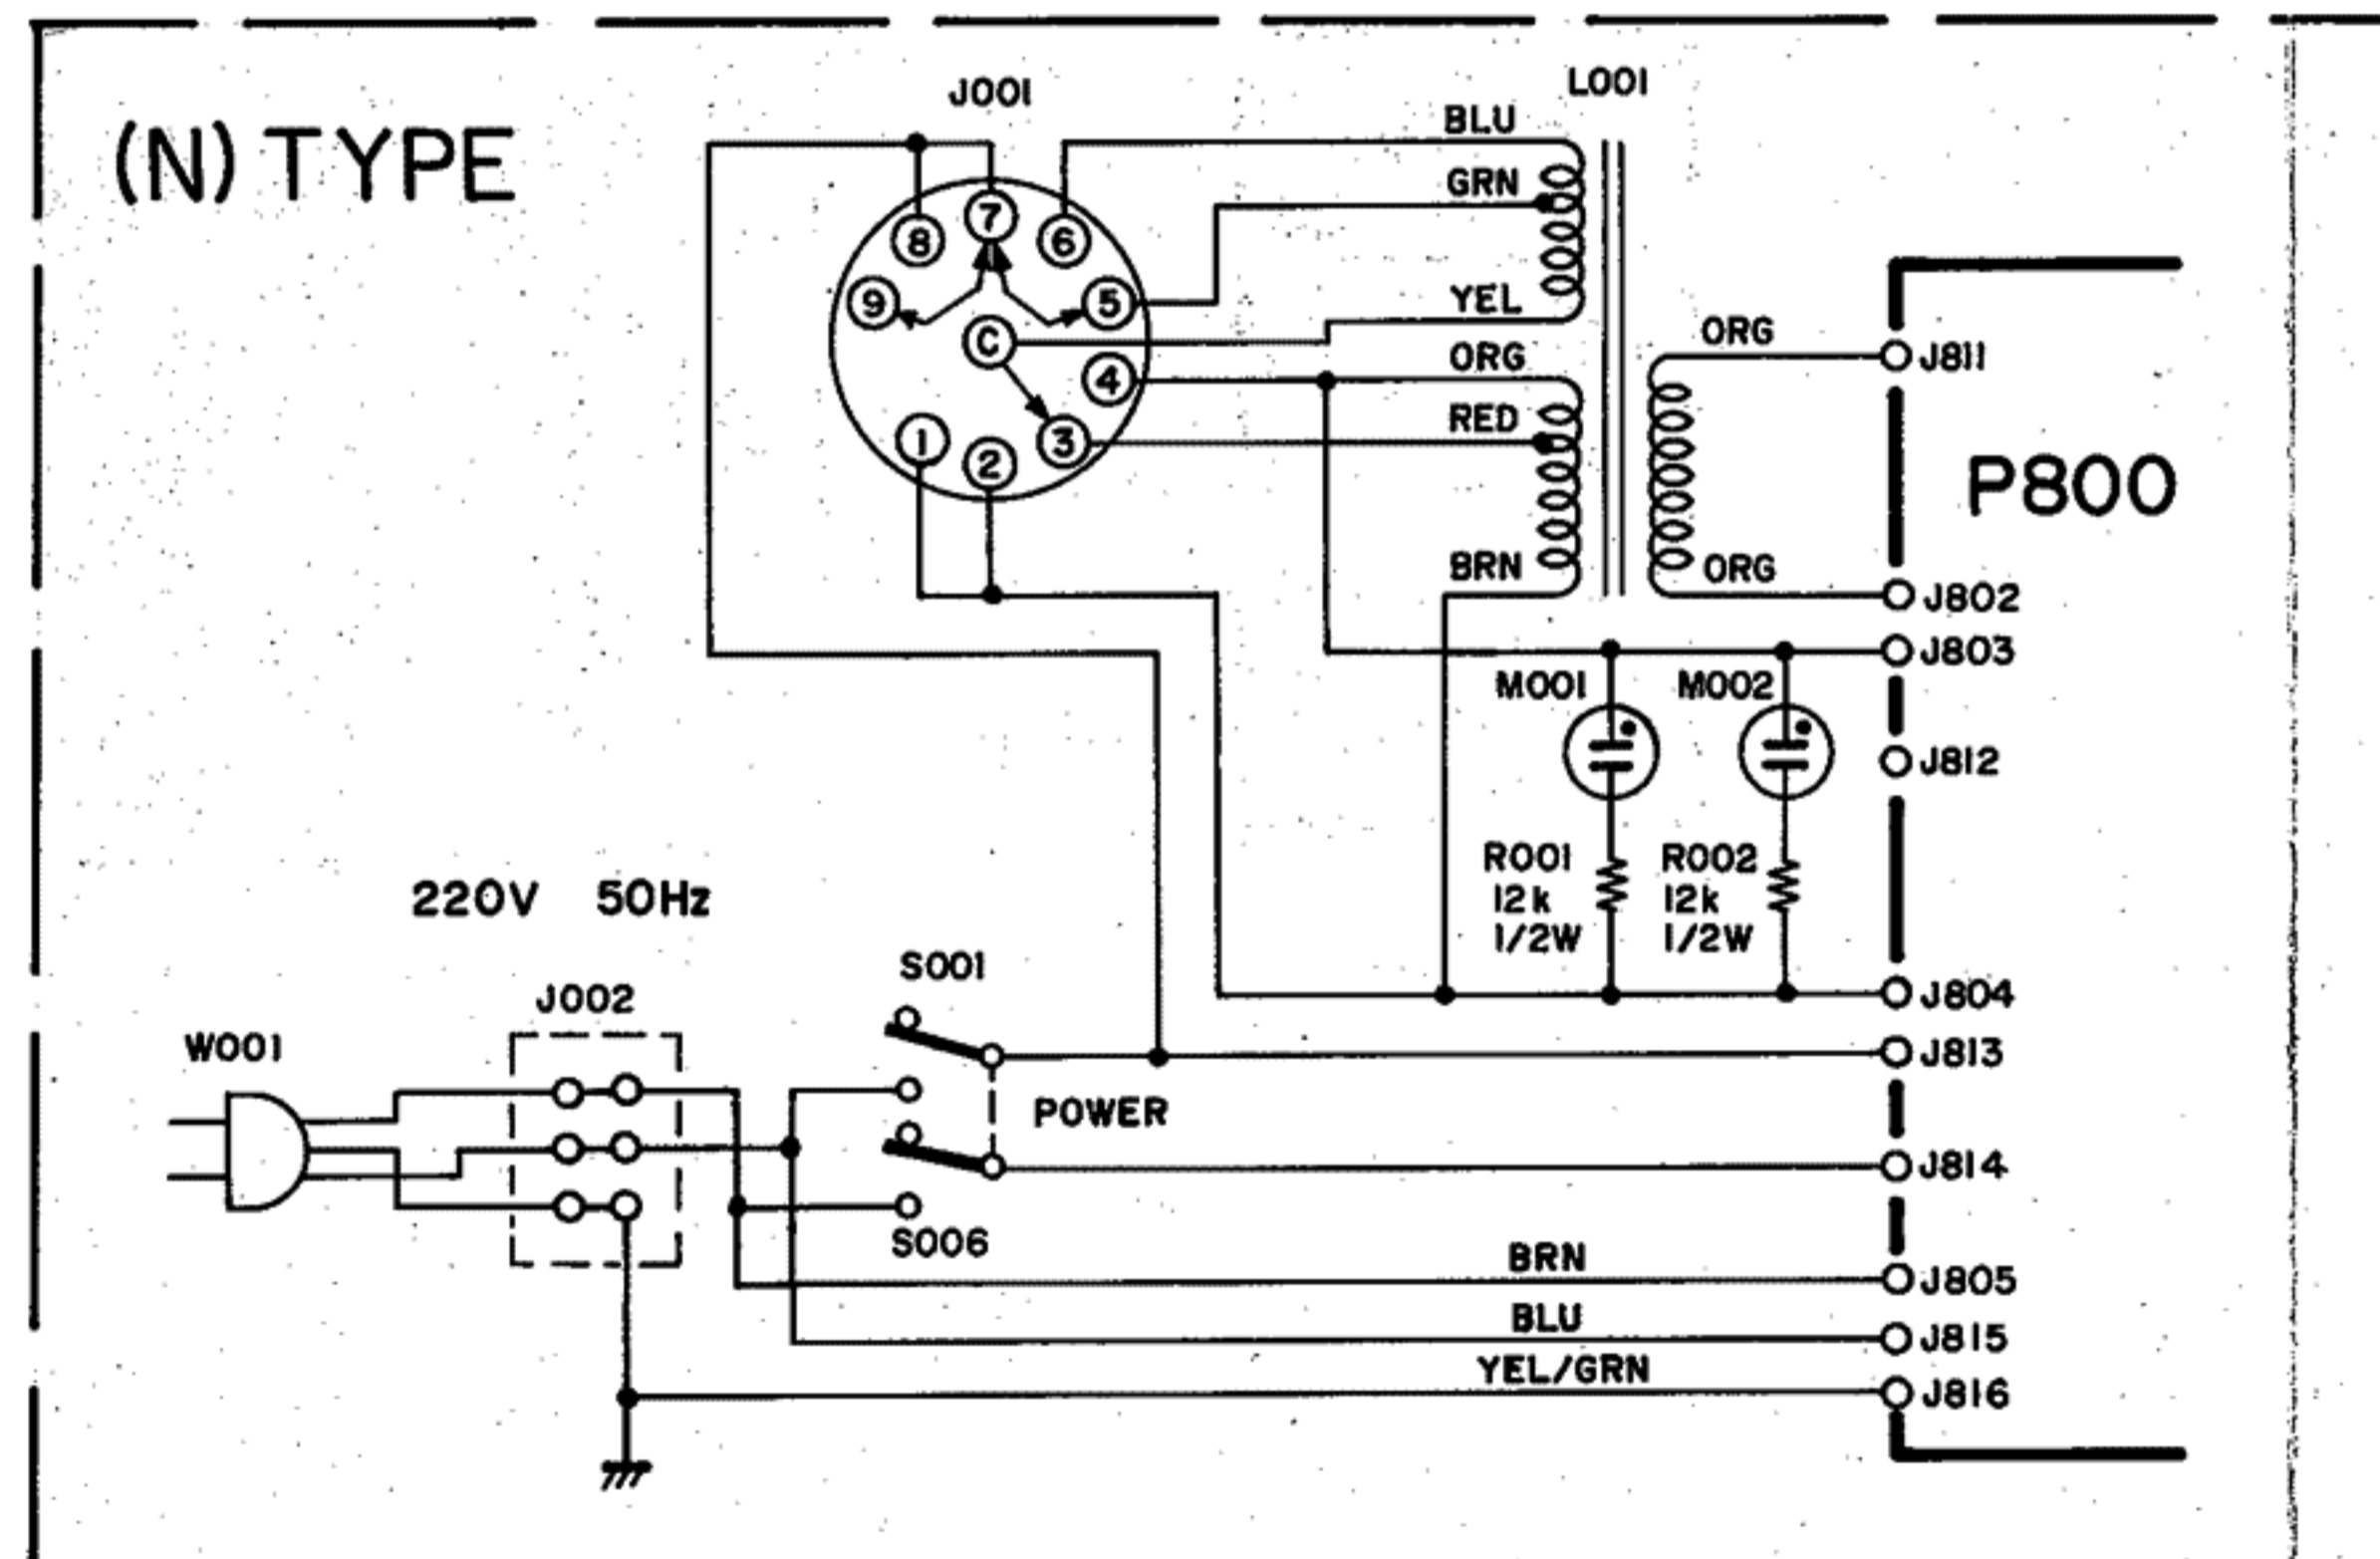 (N) TYPE
J001
L001
BLU
GRN
YEL
ORG
RED
BRN
8
7
6
9
5
C
4
1
2
3
ORG
J811
P800
ORG
J802
J803
M001
M002
J812
R001
12k
1/2W
R002
12k
1/2W
220V 50Hz
S001
J804
J002
W001
J813
POWER
J814
S006
BRN
J805
BLU
J815
YEL/GRN
J816